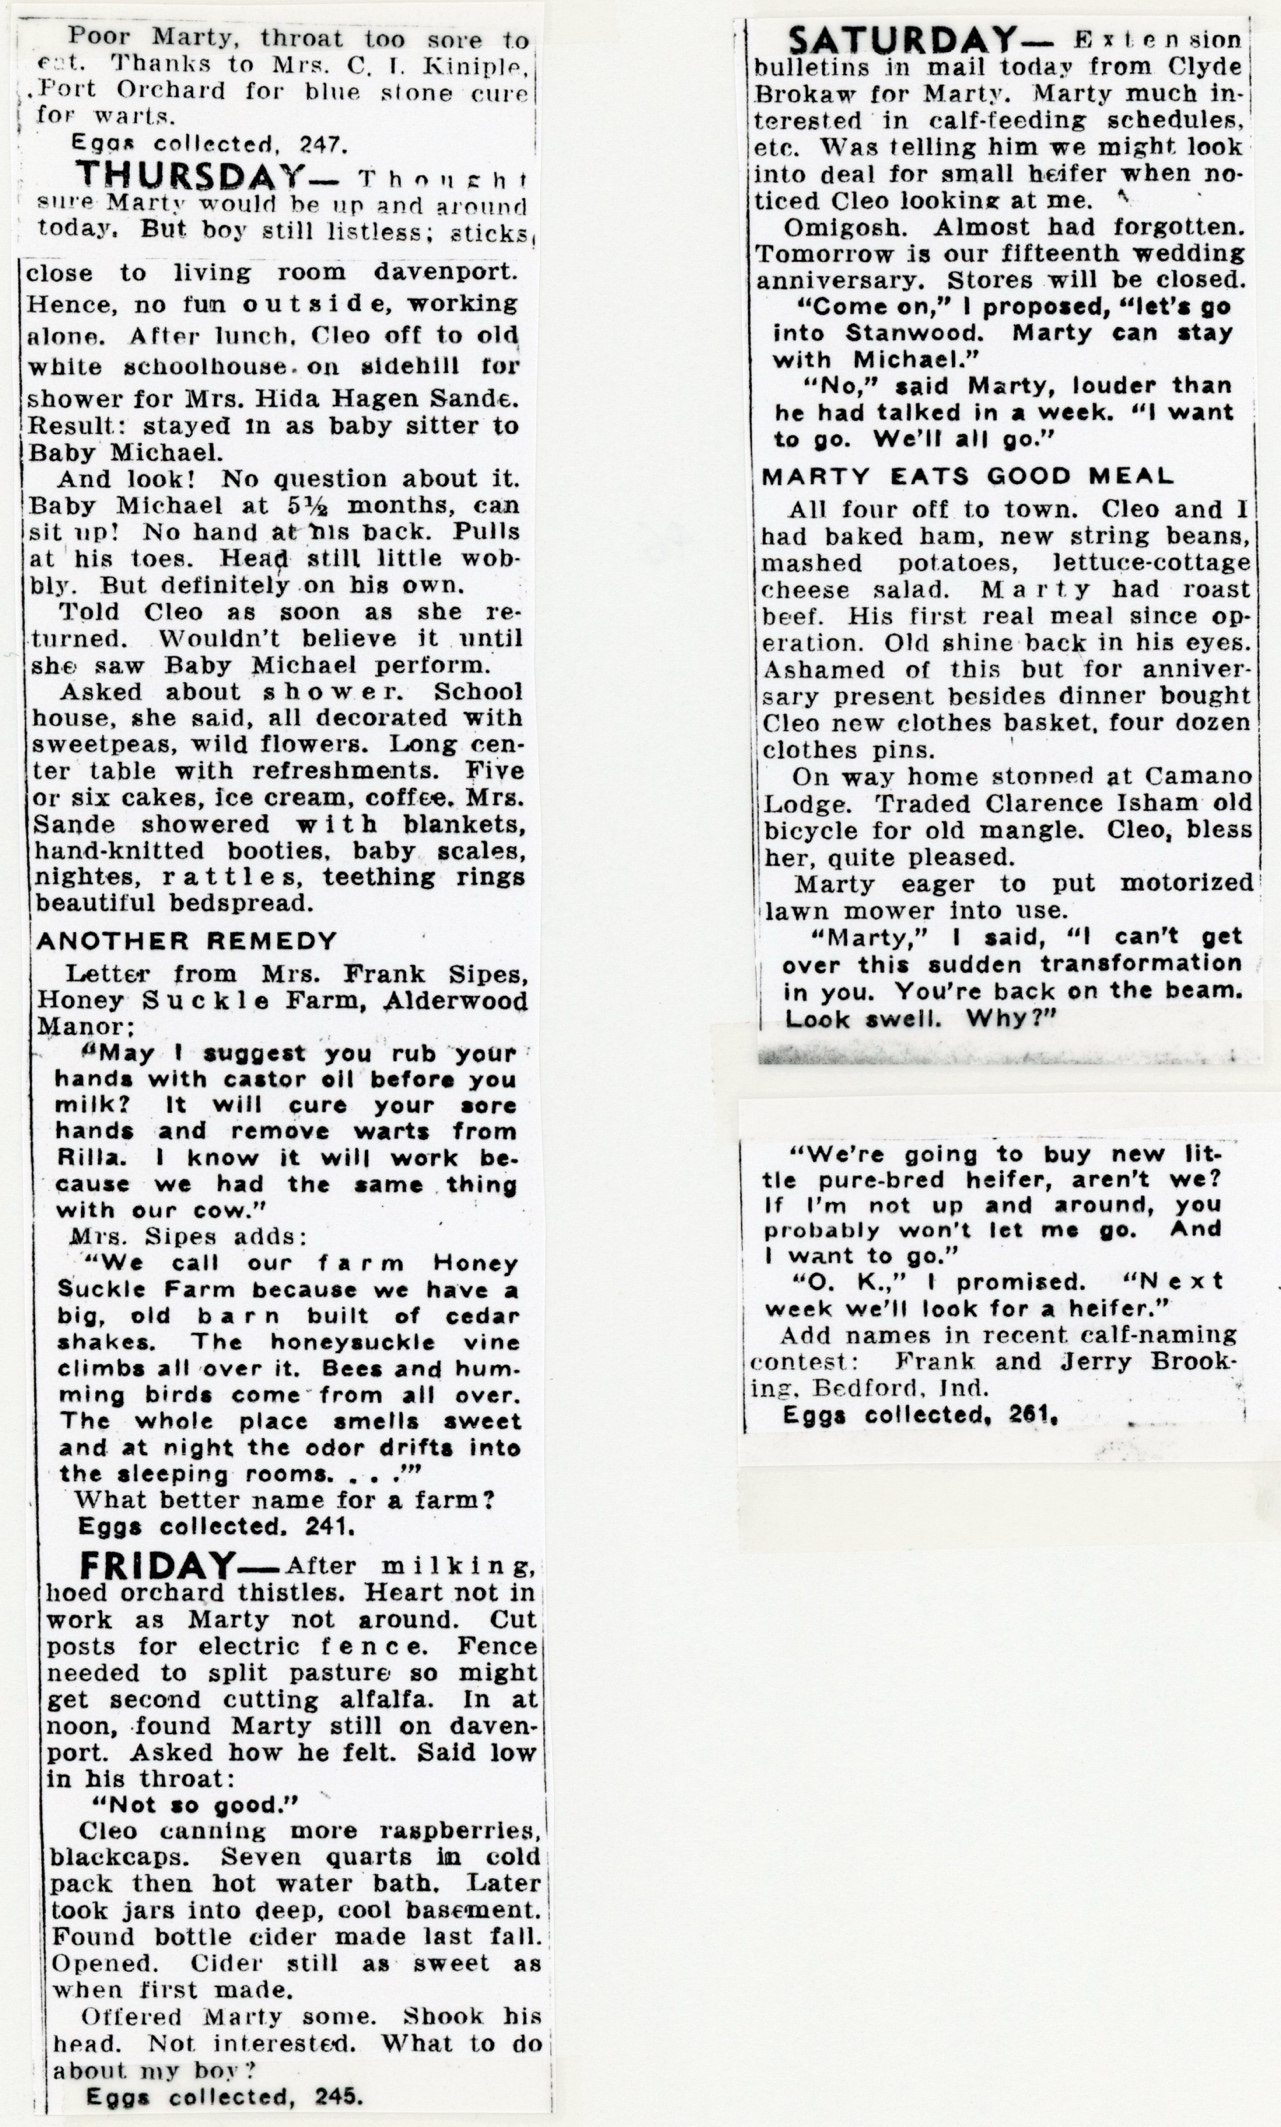 Poor Marty, throat too sore to
eat. Thanks to Mrs. C. I. Kiniple,
Port Orchard for blue stone cure
for warts.
Eggs collected, 247.
THURSDAY— Thought
sure Marty would be up and around
today. But boy still listless; sticks
close to living room davenport.
Hence, no fun outside, working
alone. After lunch, Cleo off to old
white schoolhouse on sidehill for
shower for Mrs. Hida Hagen Sande.
Result: stayed in as baby sitter to
Baby Michael.
And look! No question about it.
Baby Michael at 5½ months, can
sit up! No hand at his back. Pulls
at his toes. Head still little wob-
bly. But definitely on his own.
Told Cleo as soon as she re-
turned. Wouldn't believe it until
she saw Baby Michael perform.
Asked about shower. School
house, she said, all decorated with
sweetpeas, wild flowers. Long cen-
ter table with refreshments. Five
or six cakes, ice cream, coffee. Mrs.
Sande showered with blankets,
hand-knitted booties, baby scales,
nightes, rattles, teething rings
beautiful bedspread.
ANOTHER REMEDY
Letter from Mrs. Frank Sipes,
Honey Suckle Farm, Alderwood
Manor:
"May I suggest you rub your
hands with castor oil before you
milk? It will cure your sore
hands and remove warts from
Rilla. I know it will work be-
cause we had the same thing
with our cow."
Mrs. Sipes adds:
"We call our farm Honey
Suckle Farm because we have a
big, old barn built of cedar
shakes. The honeysuckle vine
climbs all over it. Bees and hum-
ming birds come from all over.
The whole place smells sweet
and at night the odor drifts into
the sleeping rooms. . . .'"
What better name for a farm?
Eggs collected. 241.
FRIDAY—After milking,
hoed orchard thistles. Heart not in
work as Marty not around. Cut
posts for electric fence. Fence
needed to split pasture so might
get second cutting alfalfa. In at
noon, found Marty still on daven-
port. Asked how he felt. Said low
in his throat:
"Not so good."
Cleo canning more raspberries,
blackcaps. Seven quarts in cold
pack then hot water bath. Later
took jars into deep, cool basement.
Found bottle cider made last fall.
Opened. Cider still as sweet as
when first made.
Offered Marty some. Shook his
head. Not interested. What to do
about my boy?
Eggs collected, 245.
SATURDAY— Extension
bulletins in mail today from Clyde
Brokaw for Marty. Marty much in-
terested in calf-feeding schedules,
etc. Was telling him we might look
into deal for small heifer when no-
ticed Cleo looking at me.
Omigosh. Almost had forgotten.
Tomorrow is our fifteenth wedding
anniversary. Stores will be closed.
"Come on," I proposed, "let's go
into Stanwood. Marty can stay
with Michael."
"No," said Marty, louder than
he had talked in a week. "I want
to go. We'll all go."
MARTY EATS GOOD MEAL
All four off to town. Cleo and I
had baked ham, new string beans,
mashed potatoes, lettuce-cottage
cheese salad. Marty had roast
beef. His first real meal since op-
eration. Old shine back in his eyes.
Ashamed of this but for anniver-
sary present besides dinner bought
Cleo new clothes basket, four dozen
clothes pins.
On way home stopped at Camano
Lodge. Traded Clarence Isham old
bicycle for old mangle. Cleo, bless
her, quite pleased.
Marty eager to put motorized
lawn mower into use.
"Marty," I said, "I can't get
over this sudden transformation
in you. You're back on the beam.
Look swell. Why?"
"We're going to buy new lit-
tle pure-bred heifer, aren't we?
If I'm not up and around, you
probably won't let me go. And
I want to go."
"O. K.," I promised. "Next
week we'll look for a heifer."
Add names in recent calf-naming
contest: Frank and Jerry Brook-
ing, Bedford, Ind.
Eggs collected, 261.